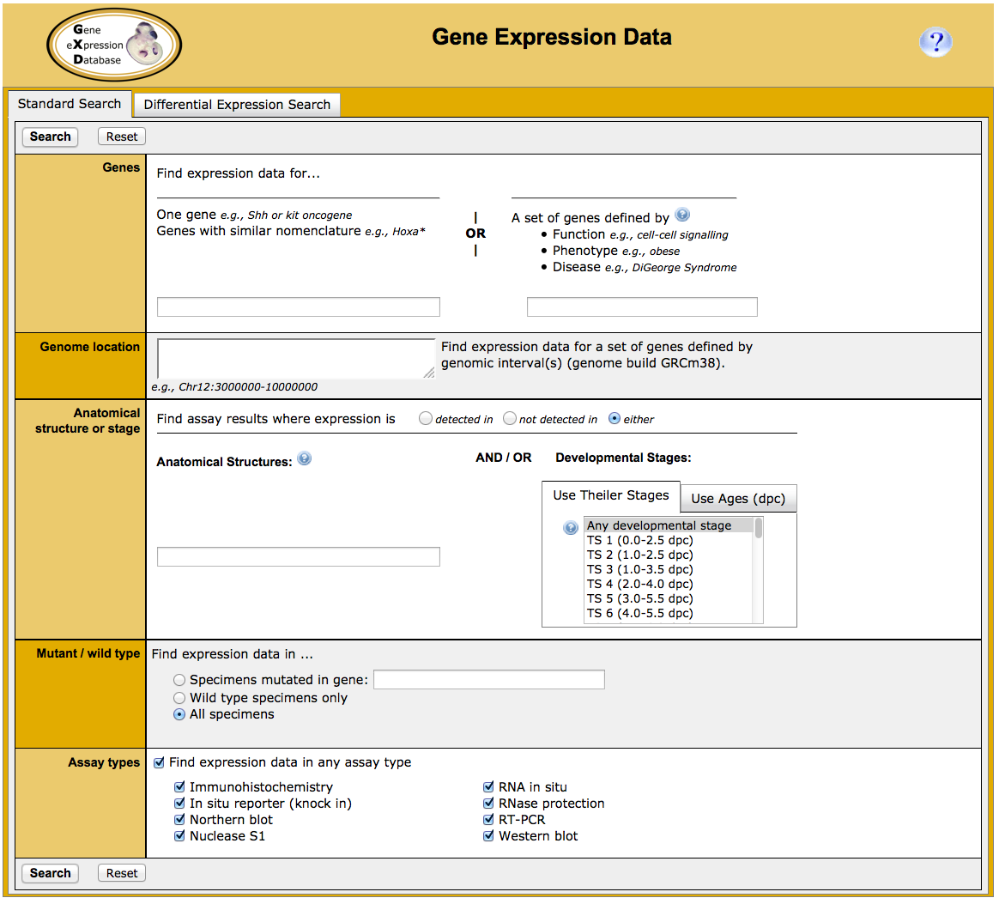 Gene
eXpression
Database
Gene Expression Data
?
Standard Search
Differential Expression Search
Search
Reset
Genes
Find expression data for...
One gene e.g., Shh or kit oncogene
Genes with similar nomenclature e.g., Hoxa*
|
OR
|
A set of genes defined by ?
• Function e.g., cell-cell signalling
• Phenotype e.g., obese
• Disease e.g., DiGeorge Syndrome
Genome location
Find expression data for a set of genes defined by
genomic interval(s) (genome build GRCm38).
e.g., Chr12:3000000-10000000
Anatomical
structure or stage
Find assay results where expression is detected in not detected in either
Anatomical Structures: ?
AND / OR
Developmental Stages:
Use Theiler Stages
Use Ages (dpc)
?
Any developmental stage
TS 1 (0.0-2.5 dpc)
TS 2 (1.0-2.5 dpc)
TS 3 (1.0-3.5 dpc)
TS 4 (2.0-4.0 dpc)
TS 5 (3.0-5.5 dpc)
TS 6 (4.0-5.5 dpc)
Mutant / wild type
Find expression data in ...
Specimens mutated in gene:
Wild type specimens only
All specimens
Assay types
Find expression data in any assay type
Immunohistochemistry
In situ reporter (knock in)
Northern blot
Nuclease S1
RNA in situ
RNase protection
RT-PCR
Western blot
Search
Reset